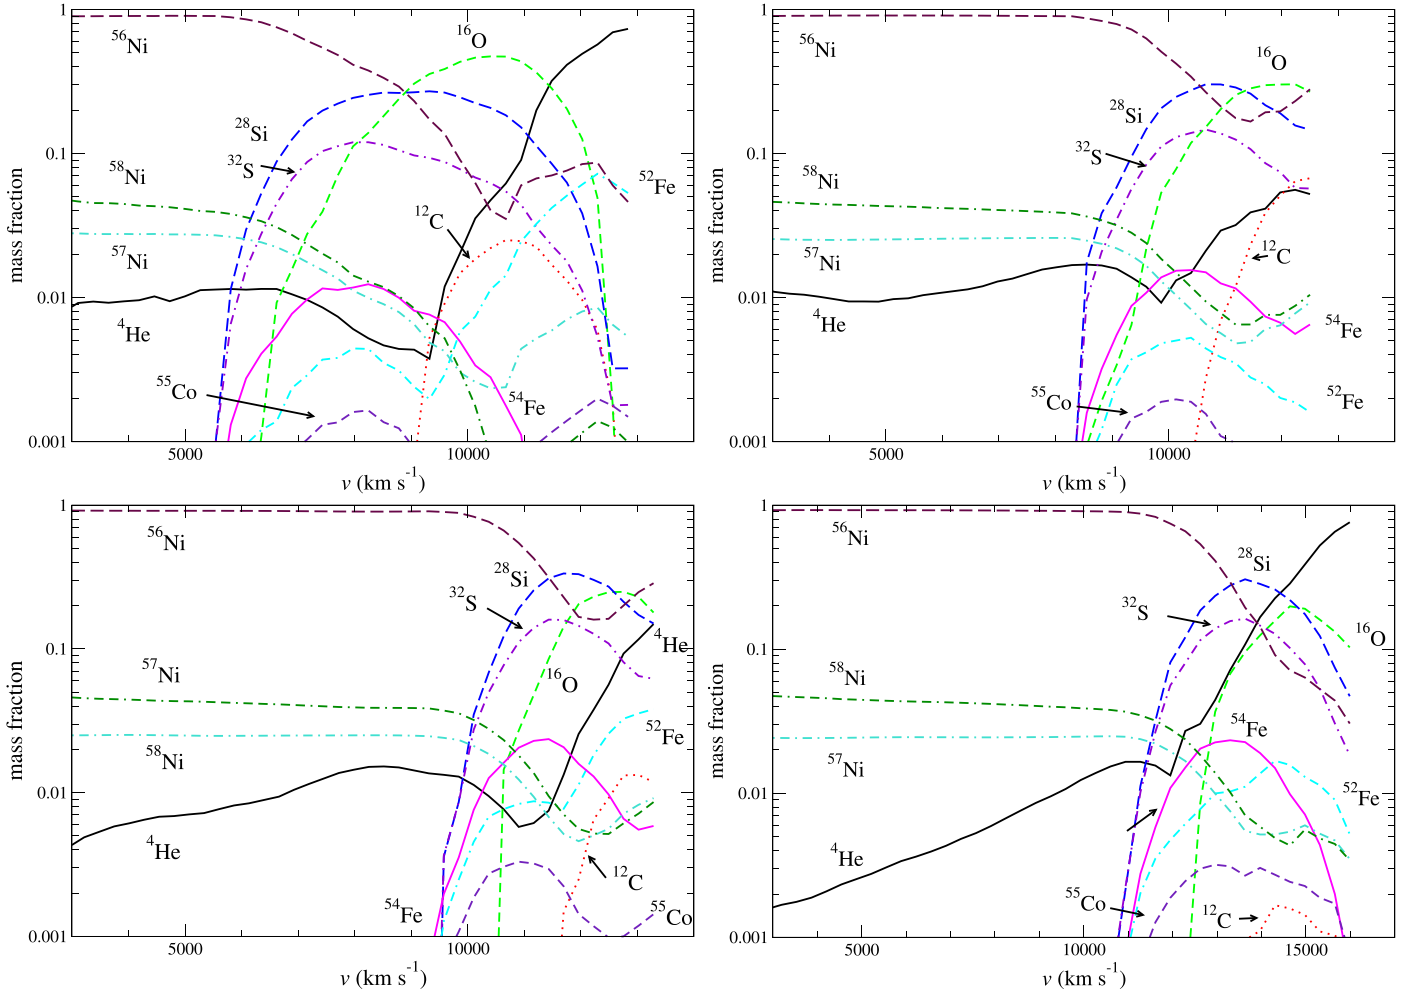 1
0.1
0.01
0.001
mass fraction
5000
10000
v (km s⁻¹)
⁵⁶Ni
¹⁶O
²⁸Si
³²S
⁵⁸Ni
⁵²Fe
¹²C
⁵⁷Ni
⁴He
⁵⁵Co
⁵⁴Fe
1
0.1
0.01
0.001
mass fraction
5000
10000
v (km s⁻¹)
⁵⁶Ni
¹⁶O
²⁸Si
³²S
⁵⁸Ni
⁵⁷Ni
¹²C
⁴He
⁵⁴Fe
⁵⁵Co
⁵²Fe
1
0.1
0.01
0.001
mass fraction
5000
10000
v (km s⁻¹)
⁵⁶Ni
²⁸Si
³²S
⁴He
⁵⁷Ni
¹⁶O
⁵²Fe
⁵⁸Ni
⁴He
¹²C
⁵⁴Fe
⁵⁵Co
1
0.1
0.01
0.001
mass fraction
5000
10000
15000
v (km s⁻¹)
⁵⁶Ni
²⁸Si
³²S
¹⁶O
⁵⁸Ni
⁵⁴Fe
⁵⁷Ni
⁵²Fe
⁴He
⁵⁵Co
¹²C